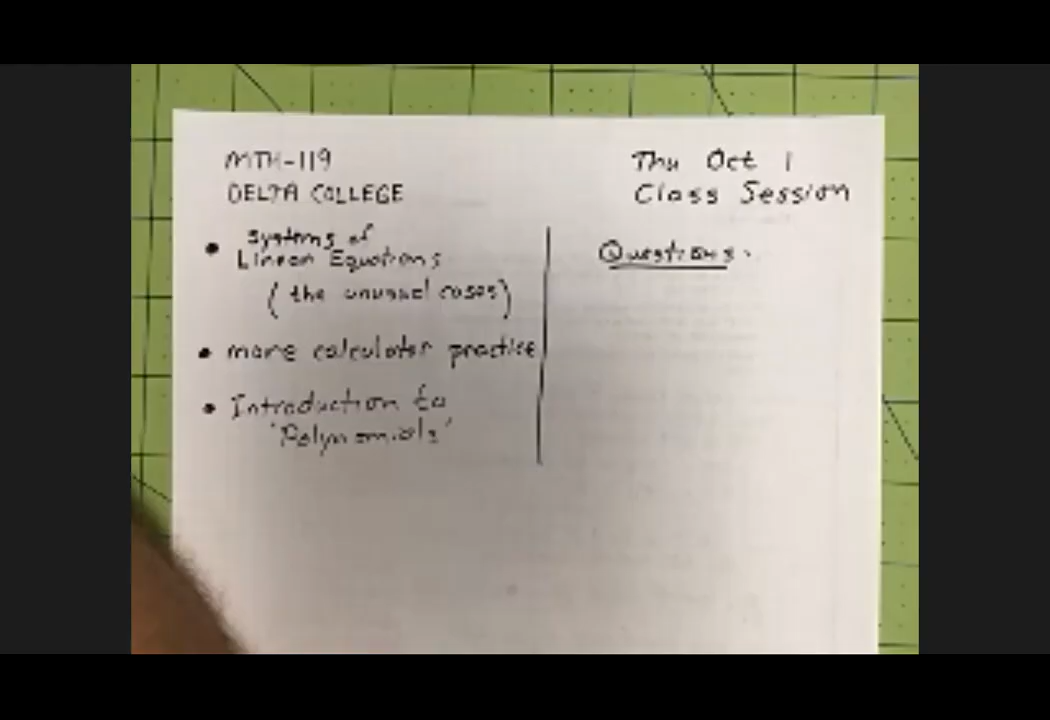 MTH-119
DELTA COLLEGE
Thu Oct 1
Class Session
• Systems of
Linear Equations
(the unusual cases)
• more calculator practice
• Introduction to
'Polynomials'
Questions.